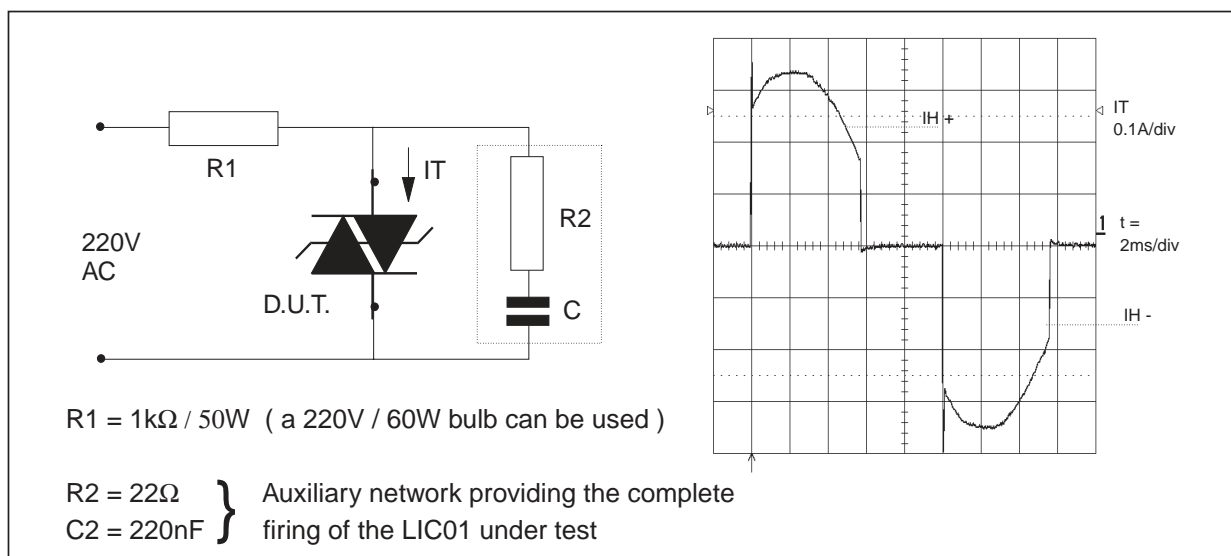 R1
IT
R2
220V
AC
D.U.T.
C
IH +
IT
0.1A/div
1
t =
2ms/div
IH -
R1 = 1kΩ / 50W ( a 220V / 60W bulb can be used )
R2 = 22Ω
C2 = 220nF
} Auxiliary network providing the complete
firing of the LIC01 under test